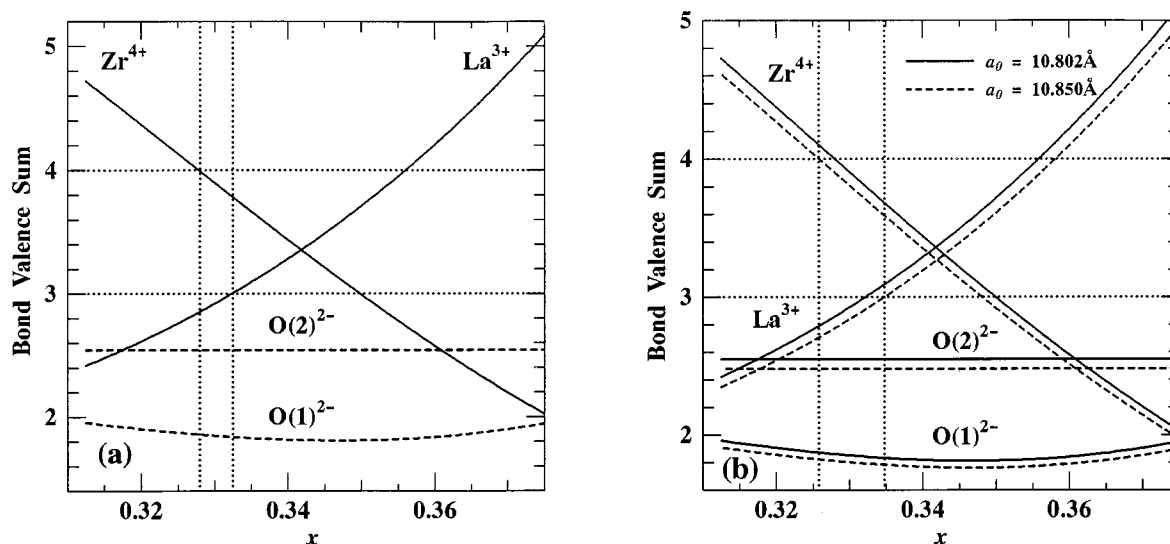 5
4
3
2
Bond Valence Sum
Zr⁴⁺
La³⁺
O(2)²⁻
O(1)²⁻
(a)
0.32
0.34
0.36
x
5
4
3
2
Bond Valence Sum
Zr⁴⁺
a₀ = 10.802Å
a₀ = 10.850Å
La³⁺
O(2)²⁻
O(1)²⁻
(b)
0.32
0.34
0.36
x